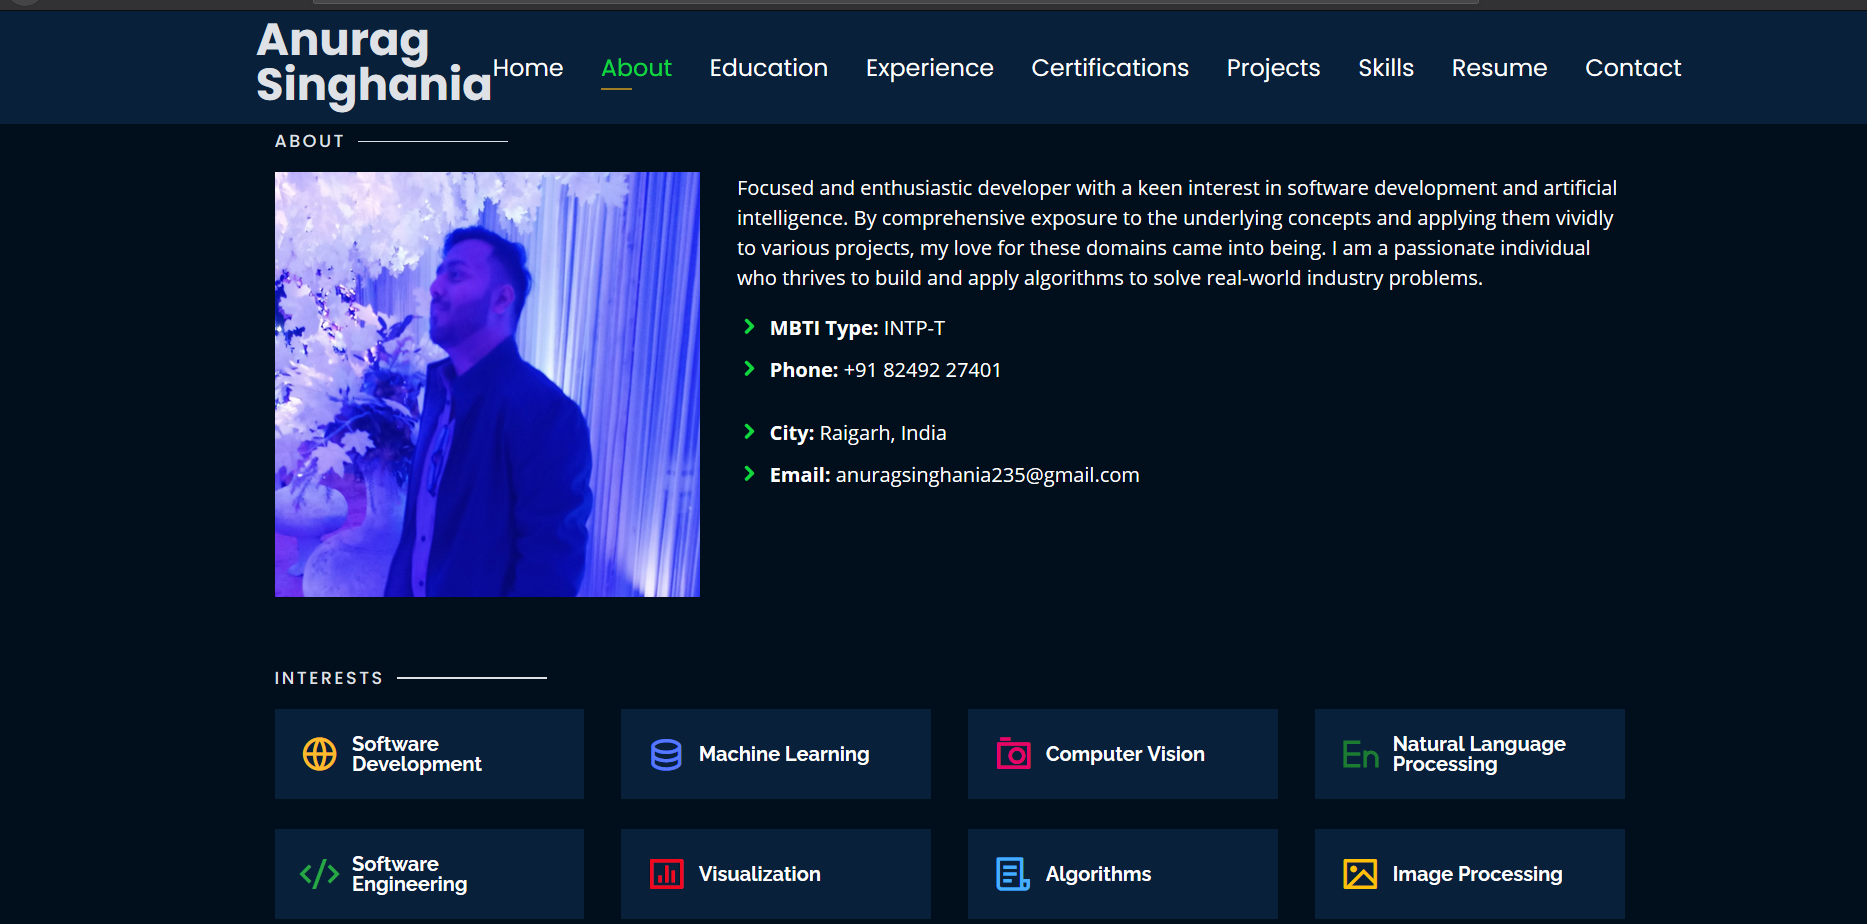 Anurag
Singhania
Home About Education Experience Certifications Projects Skills Resume Contact
ABOUT
Focused and enthusiastic developer with a keen interest in software development and artificial
intelligence. By comprehensive exposure to the underlying concepts and applying them vividly
to various projects, my love for these domains came into being. I am a passionate individual
who thrives to build and apply algorithms to solve real-world industry problems.
MBTI Type: INTP-T
Phone: +91 82492 27401
City: Raigarh, India
Email: anuragsinghania235@gmail.com
INTERESTS
Software
Development
Machine Learning
Computer Vision
En
Natural Language
Processing
</>
Software
Engineering
Visualization
Algorithms
Image Processing